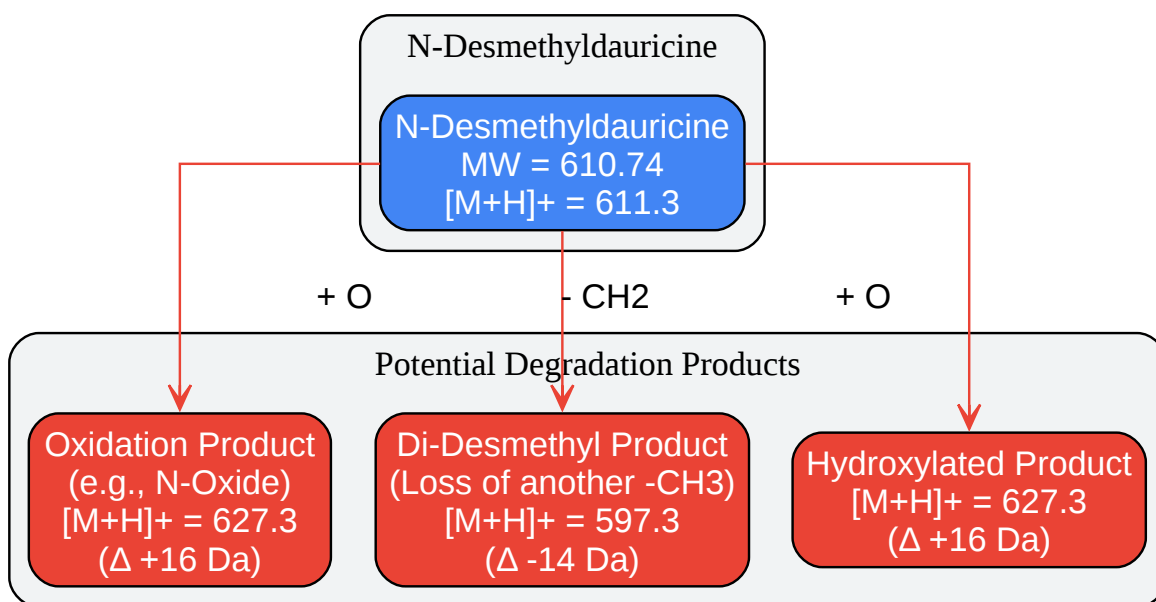 N-Desmethyldauricine
N-Desmethyldauricine
MW = 610.74
[M+H]+ = 611.3
+ O
- CH2
+ O
Potential Degradation Products
Oxidation Product
(e.g., N-Oxide)
[M+H]+ = 627.3
(Δ +16 Da)
Di-Desmethyl Product
(Loss of another -CH3)
[M+H]+ = 597.3
(Δ -14 Da)
Hydroxylated Product
[M+H]+ = 627.3
(Δ +16 Da)